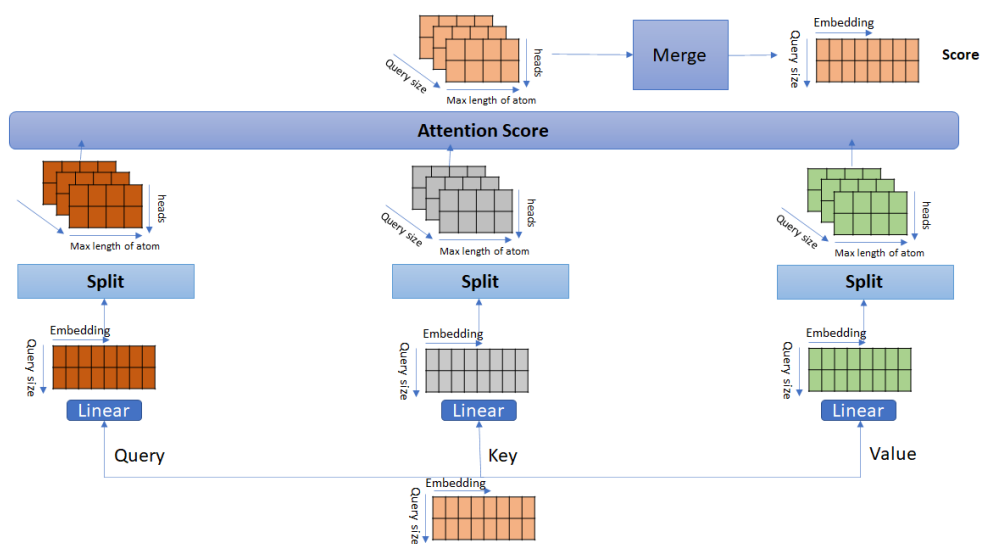 Embedding
Query size
heads
Query size
Max length of atom
Merge
Score
Attention Score
heads
Max length of atom
Query size
heads
Max length of atom
Query size
heads
Max length of atom
Split
Split
Split
Embedding
Query size
Embedding
Query size
Embedding
Query size
Linear
Linear
Linear
Query
Key
Value
Embedding
Query size